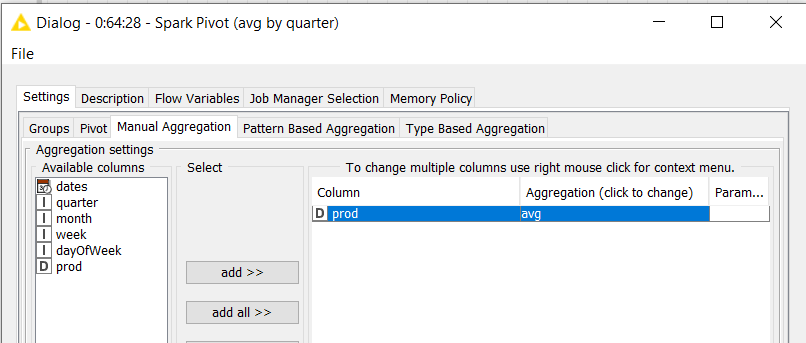 Dialog - 0:64:28 - Spark Pivot (avg by quarter)
File
Settings Description Flow Variables Job Manager Selection Memory Policy
Groups Pivot Manual Aggregation Pattern Based Aggregation Type Based Aggregation
Aggregation settings
Available columns Select To change multiple columns use right mouse click for context menu.
dates Column Aggregation (click to change) Param...
I quarter D prod avg
I month
I week
I dayOfWeek
D prod
add >>
add all >>